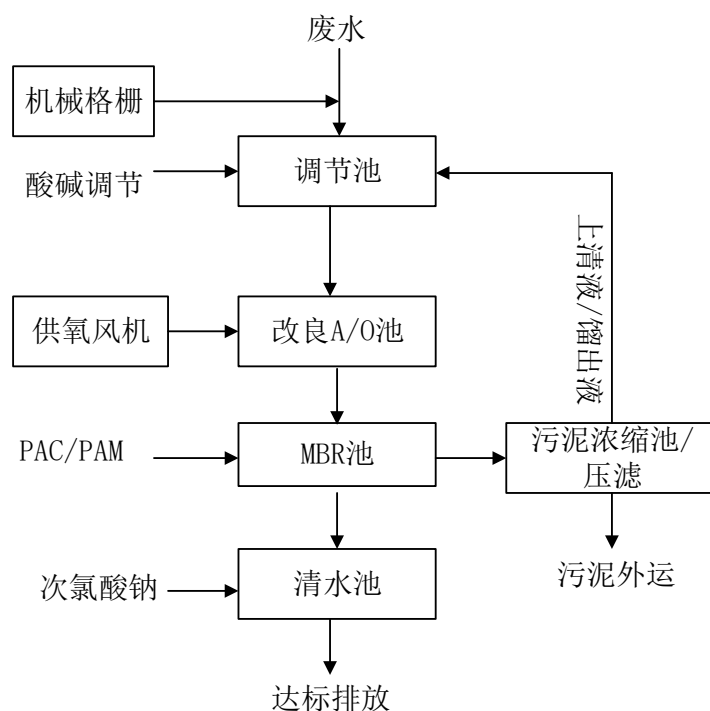 废水
机械格栅
酸碱调节
调节池
上清液/馏出液
供氧风机
改良A/O池
PAC/PAM
MBR池
污泥浓缩池/
压滤
次氯酸钠
清水池
污泥外运
达标排放